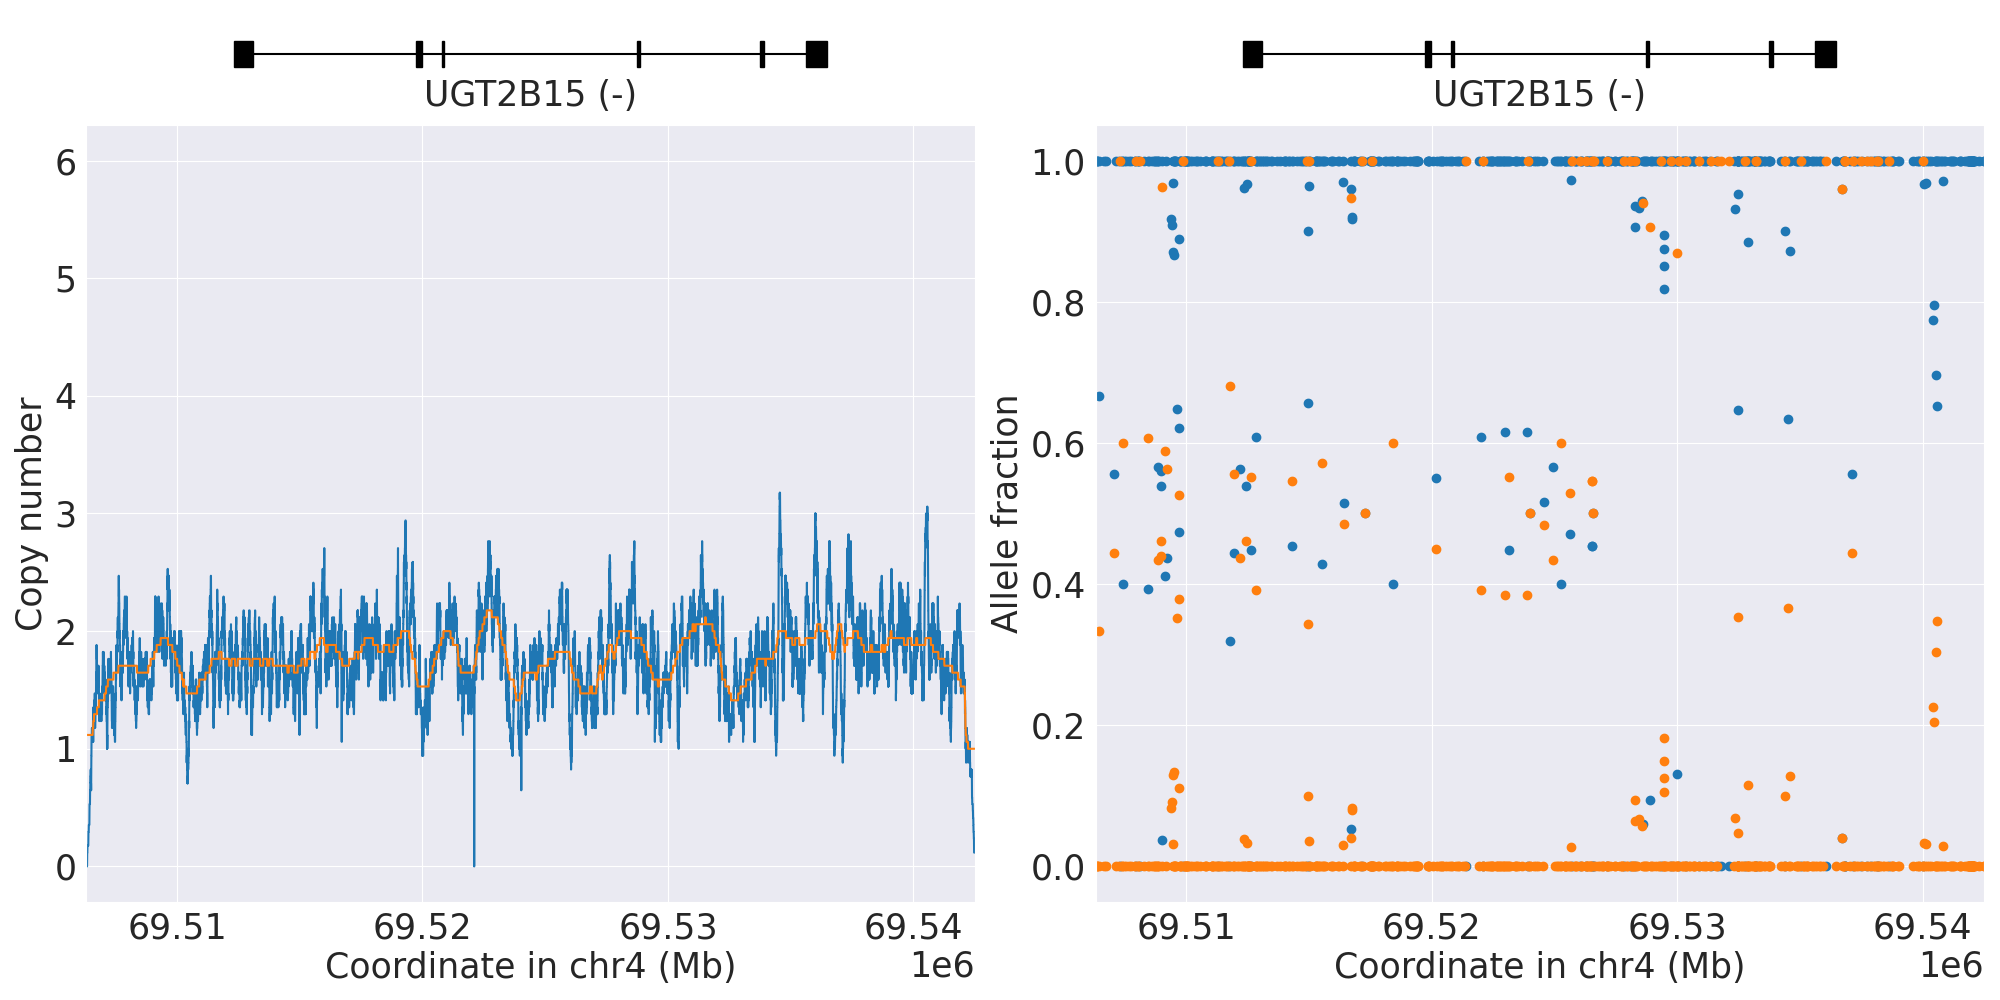 UGT2B15 (-)
UGT2B15 (-)
Copy number
6
5
4
3
2
1
0
69.51
69.52
69.53
69.54
Coordinate in chr4 (Mb)
1e6
Allele fraction
1.0
0.8
0.6
0.4
0.2
0.0
69.51
69.52
69.53
69.54
Coordinate in chr4 (Mb)
1e6